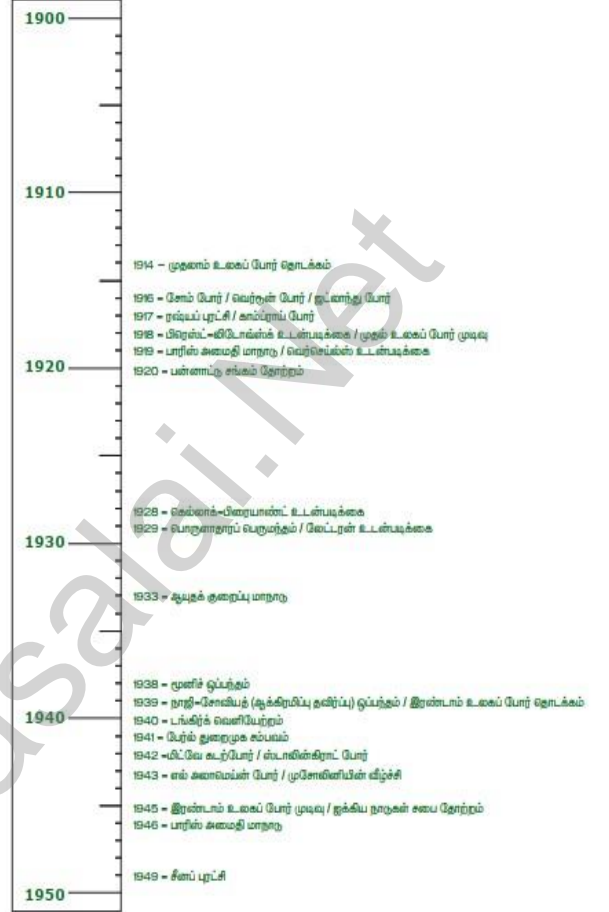 1900
1910
1914 – முதலாம் உலகப் போர் தொடக்கம்
1916 – சோம் போர் / வெர்டூன் போர் / ஜட்லாந்து போர்
1917 – ரஷ்யப் புரட்சி / காம்ப்ராய் போர்
1918 – பிரெஸ்ட்–லிடோவ்ஸ்க் உடன்படிக்கை / முதல் உலகப் போர் முடிவு
1919 – பாரிஸ் அமைதி மாநாடு / வெர்செய்ல்ஸ் உடன்படிக்கை
1920
1920 – பன்னாட்டு சங்கம் தோற்றம்
1928 – கெல்லாக்–பிரையாண்ட் உடன்படிக்கை
1929 – பொருளாதாரப் பெருமந்தம் / லேட்டரன் உடன்படிக்கை
1930
1933 – ஆயுதக் குறைப்பு மாநாடு
1938 – மூனிச் ஒப்பந்தம்
1939 – நாஜி–சோவியத் (ஆக்கிரமிப்பு தவிர்ப்பு) ஒப்பந்தம் / இரண்டாம் உலகப் போர் தொடக்கம்
1940
1940 – டங்கிர்க் வெளியேற்றம்
1941 – பேர்ல் துறைமுக சம்பவம்
1942 –மிட்வே கடற்போர் / ஸ்டாலின்கிராட் போர்
1943 – எல் அலாமெய்ன் போர் / முசோலினியின் வீழ்ச்சி
1945 – இரண்டாம் உலகப் போர் முடிவு / ஐக்கிய நாடுகள் சபை தோற்றம்
1946 – பாரிஸ் அமைதி மாநாடு
1949 – சீனப் புரட்சி
1950
asalai.Net